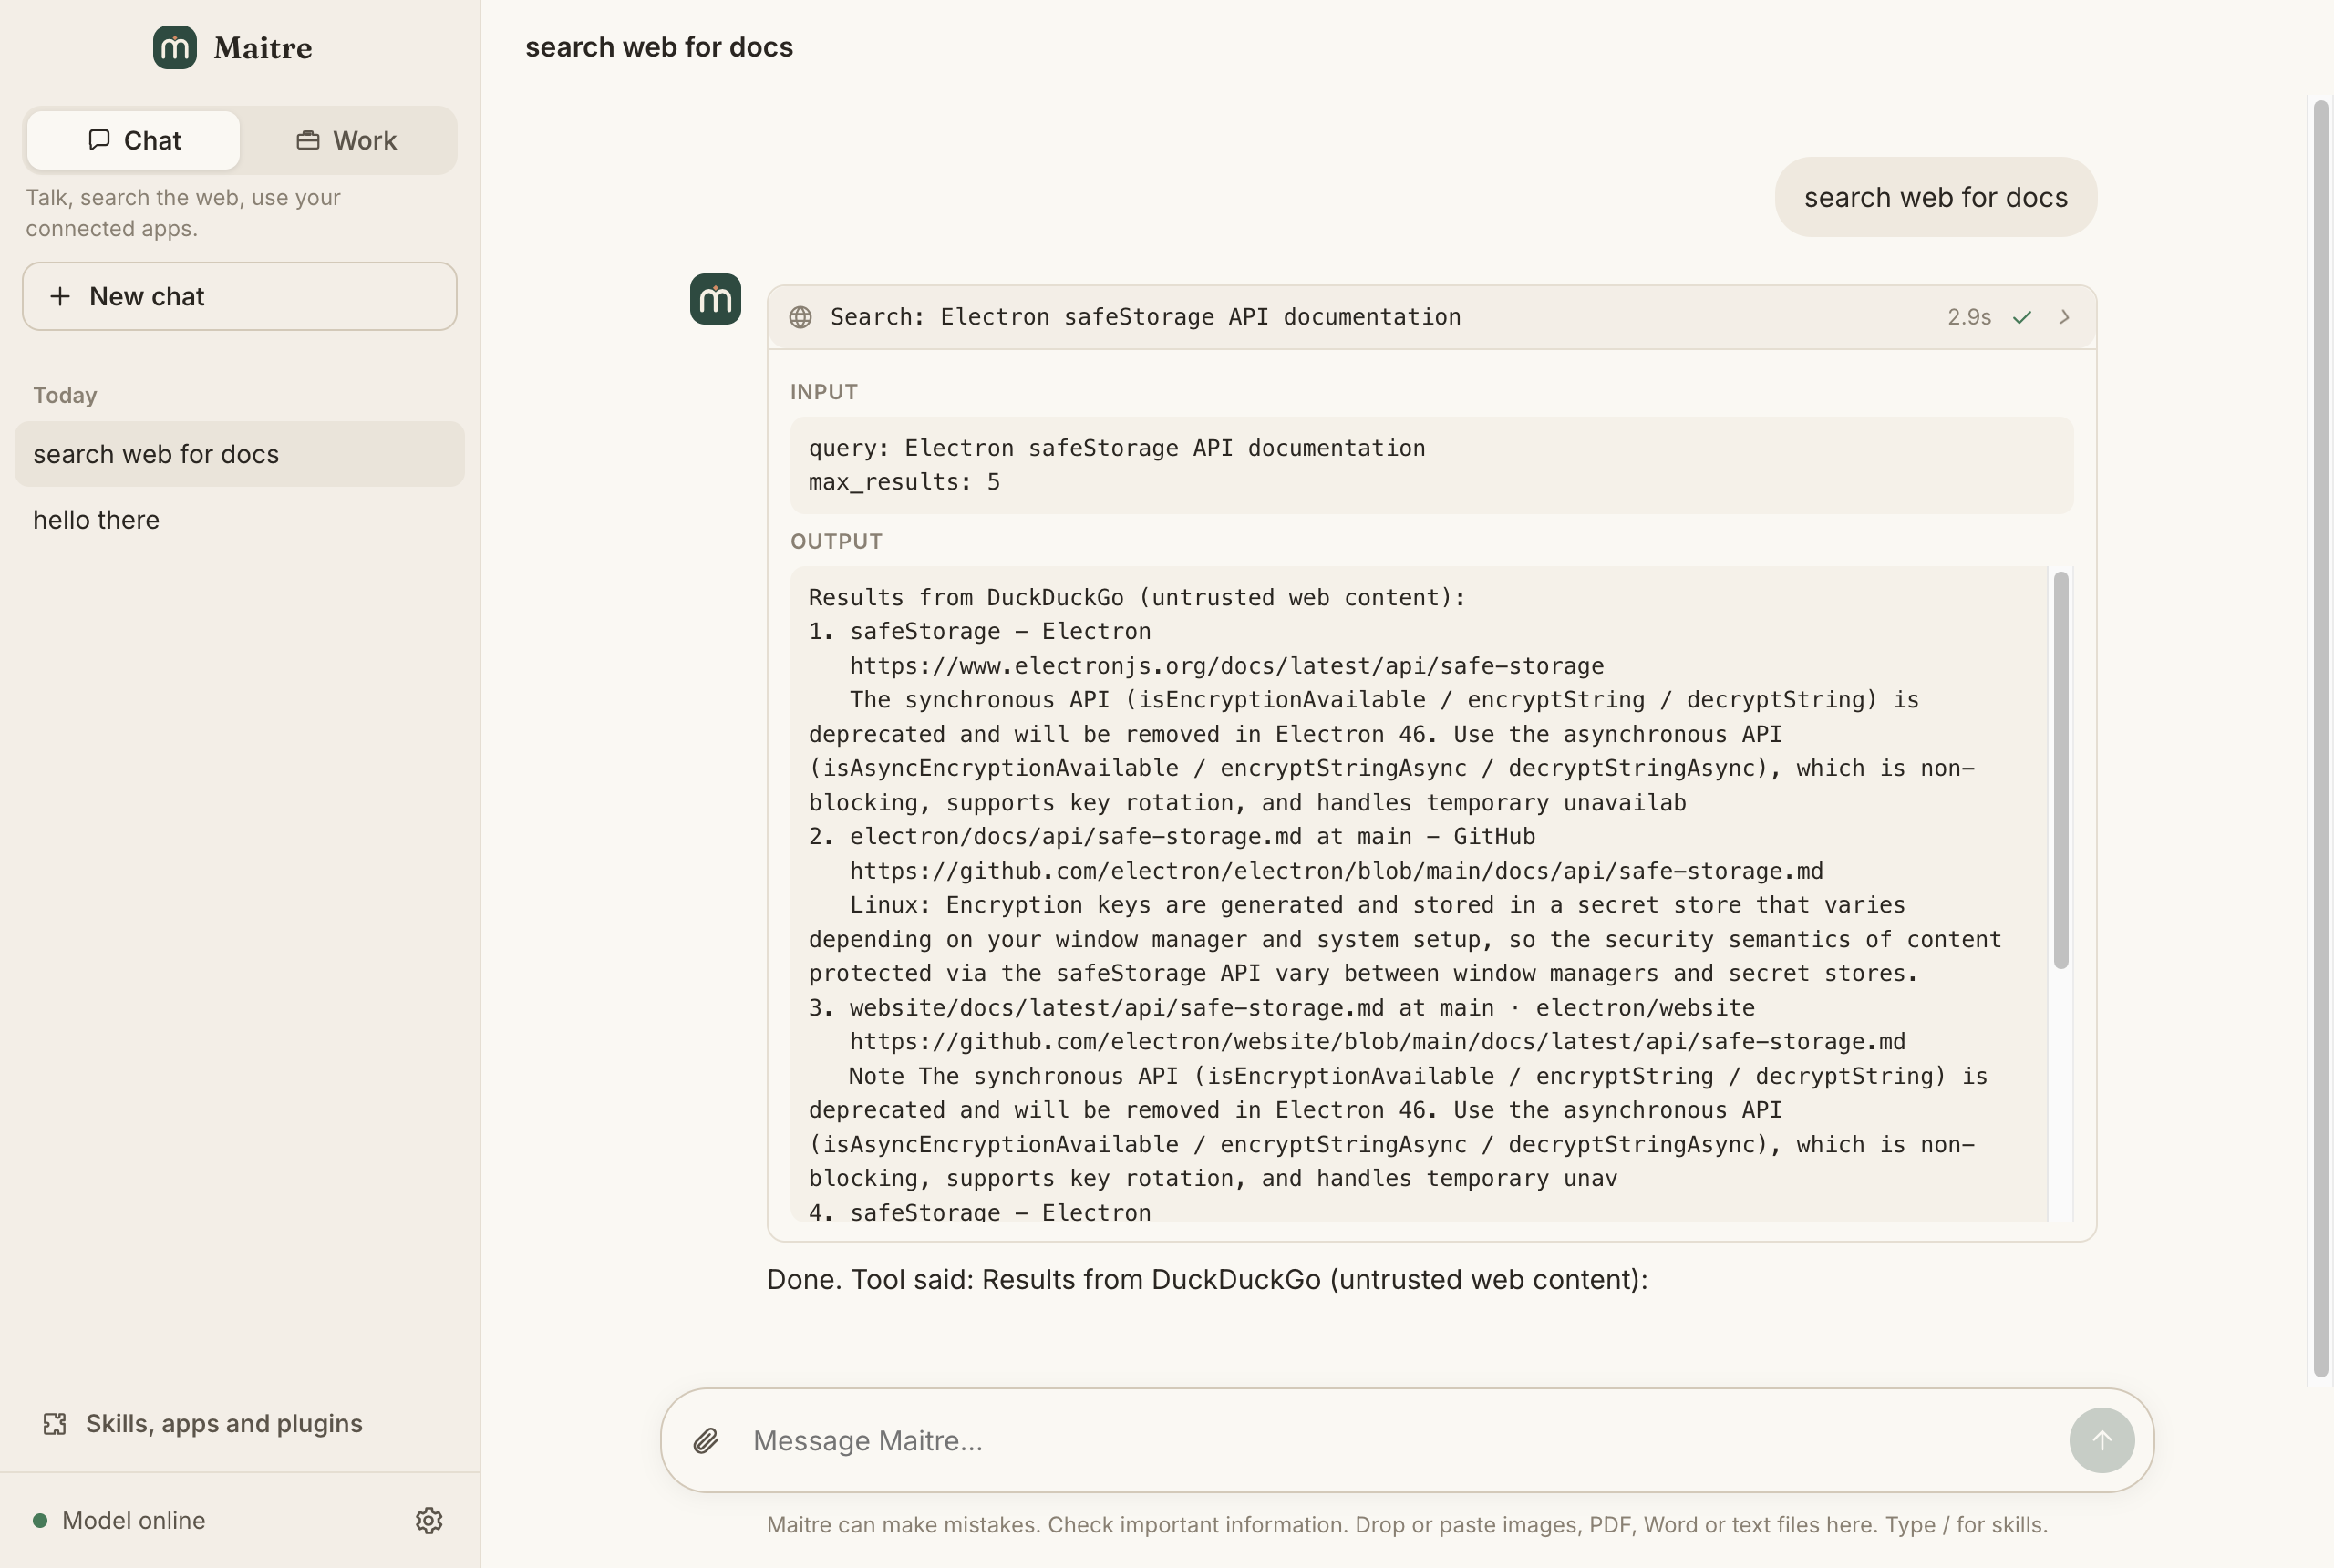 Maitre
Chat
Work
Talk, search the web, use your
connected apps.
New chat
Today
search web for docs
hello there
Skills, apps and plugins
Model online
search web for docs
search web for docs
Search: Electron safeStorage API documentation
2.9s
INPUT
query: Electron safeStorage API documentation
max_results: 5
OUTPUT
Results from DuckDuckGo (untrusted web content):
1. safeStorage - Electron
https://www.electronjs.org/docs/latest/api/safe-storage
The synchronous API (isEncryptionAvailable / encryptString / decryptString) is
deprecated and will be removed in Electron 46. Use the asynchronous API
(isAsyncEncryptionAvailable / encryptStringAsync / decryptStringAsync), which is non-
blocking, supports key rotation, and handles temporary unavailab
2. electron/docs/api/safe-storage.md at main - GitHub
https://github.com/electron/electron/blob/main/docs/api/safe-storage.md
Linux: Encryption keys are generated and stored in a secret store that varies
depending on your window manager and system setup, so the security semantics of content
protected via the safeStorage API vary between window managers and secret stores.
3. website/docs/latest/api/safe-storage.md at main · electron/website
https://github.com/electron/website/blob/main/docs/latest/api/safe-storage.md
Note The synchronous API (isEncryptionAvailable / encryptString / decryptString) is
deprecated and will be removed in Electron 46. Use the asynchronous API
(isAsyncEncryptionAvailable / encryptStringAsync / decryptStringAsync), which is non-
blocking, supports key rotation, and handles temporary unav
4. safeStorage - Electron
Done. Tool said: Results from DuckDuckGo (untrusted web content):
Message Maitre...
Maitre can make mistakes. Check important information. Drop or paste images, PDF, Word or text files here. Type / for skills.